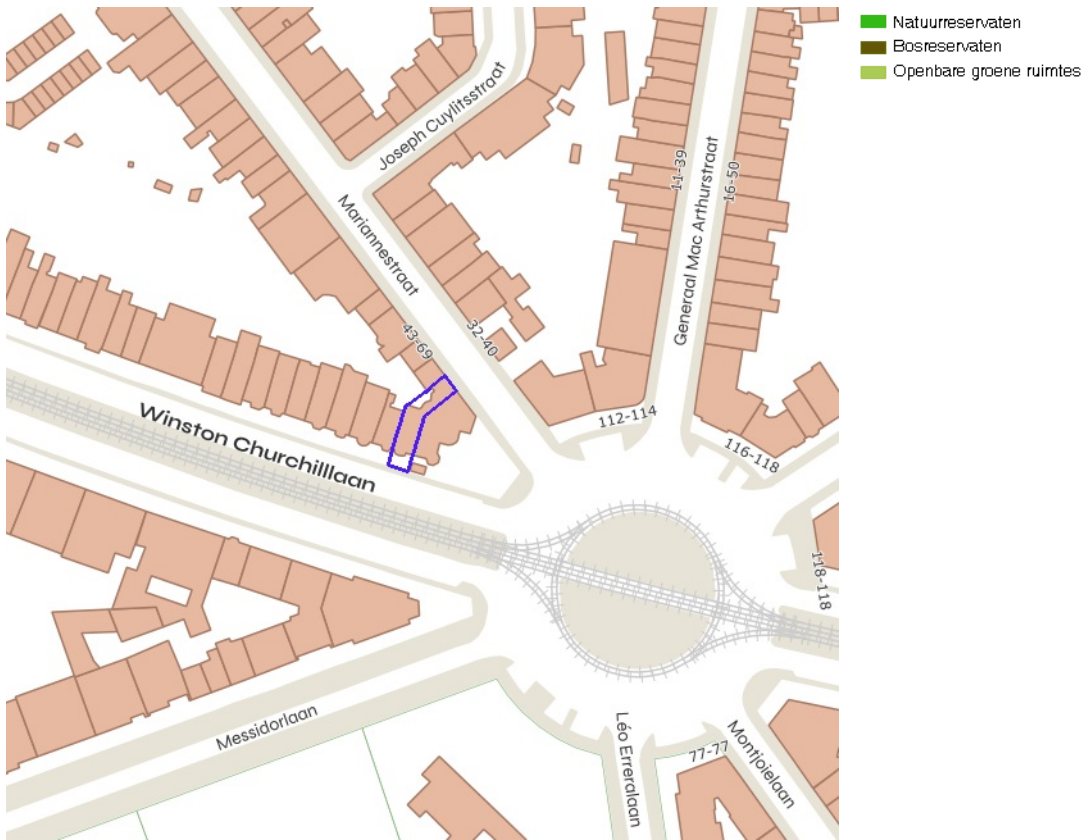 Natuurreservaten
Bosreservaten
Openbare groene ruimtes
Joseph Cuylitsstraat
Mariannestraat
11-39
Generaal Mac Arthurstraat
16-50
43-69
32-40
Winston Churchilllaan
112-114
116-118
118-118
Messidorlaan
Léo Erreralaan
77-77
Montjoielaan